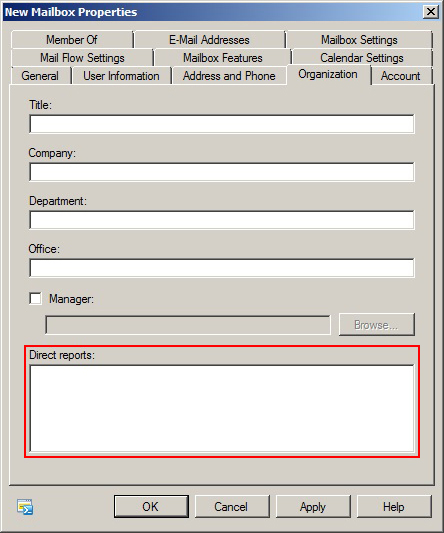 New Mailbox Properties
Member Of E-Mail Addresses Mailbox Settings
Mail Flow Settings Mailbox Features Calendar Settings
General User Information Address and Phone Organization Account
Title:
Company:
Department:
Office:
Manager:
Browse...
Direct reports:
OK Cancel Apply Help